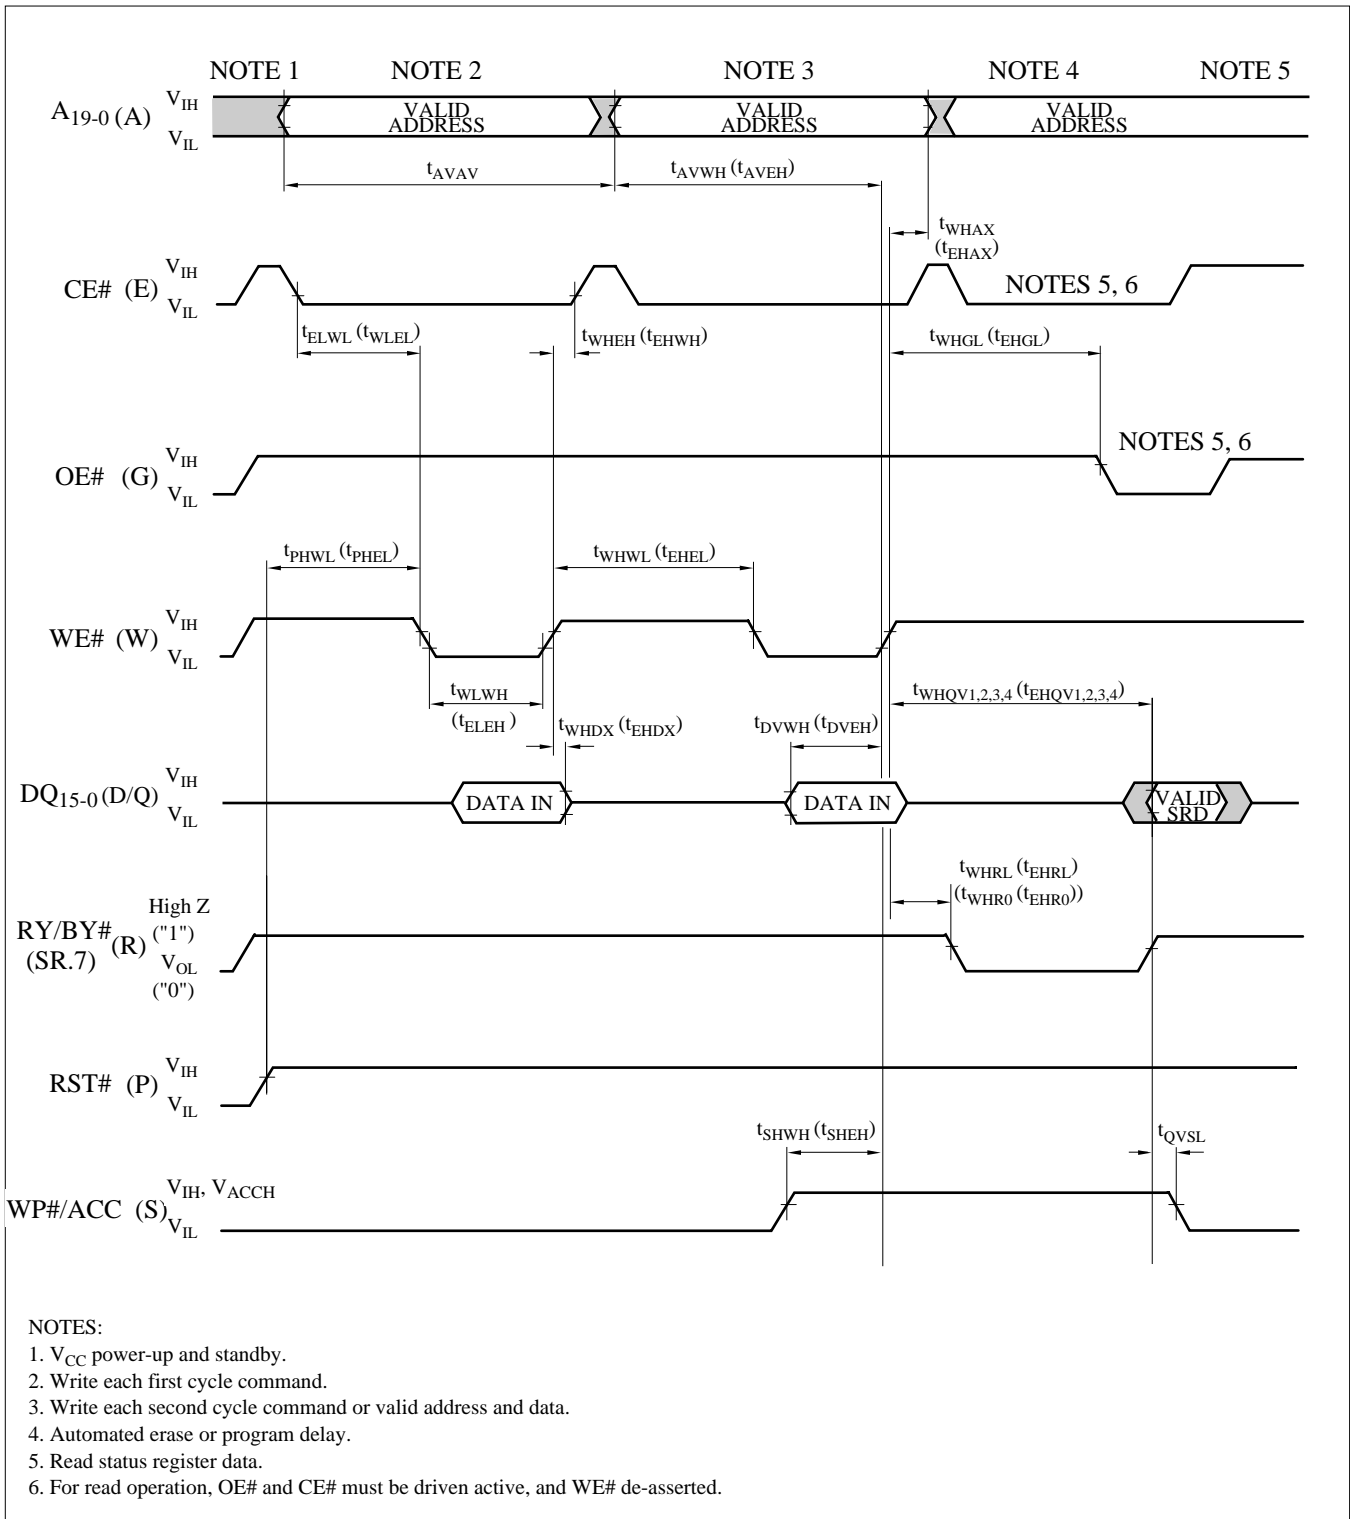 NOTE 1 NOTE 2 NOTE 3 NOTE 4 NOTE 5
A19-0 (A) VIH VIL
VALID ADDRESS VALID ADDRESS VALID ADDRESS
tAVAV tAVWH (tAVEH)
tWHAX
(tEHAX)
CE# (E) VIH VIL NOTES 5, 6
tELWL (tWLEL) tWHEH (tEHWH) tWHGL (tEHGL)
OE# (G) VIH VIL NOTES 5, 6
tPHWL (tPHEL) tWHWL (tEHEL)
WE# (W) VIH VIL
tWLWH
(tELEH )
tWHDX (tEHDX) tDVWH (tDVEH) tWHQV1,2,3,4 (tEHQV1,2,3,4)
DQ15-0 (D/Q) VIH VIL DATA IN DATA IN VALID SRD
tWHRL (tEHRL)
(tWHR0 (tEHR0))
High Z
RY/BY# (R) ("1")
(SR.7) VOL
("0")
RST# (P) VIH VIL
tSHWH (tSHEH) tQVSL
VIH, VACCH
WP#/ACC (S) VIL
NOTES:
1. VCC power-up and standby.
2. Write each first cycle command.
3. Write each second cycle command or valid address and data.
4. Automated erase or program delay.
5. Read status register data.
6. For read operation, OE# and CE# must be driven active, and WE# de-asserted.